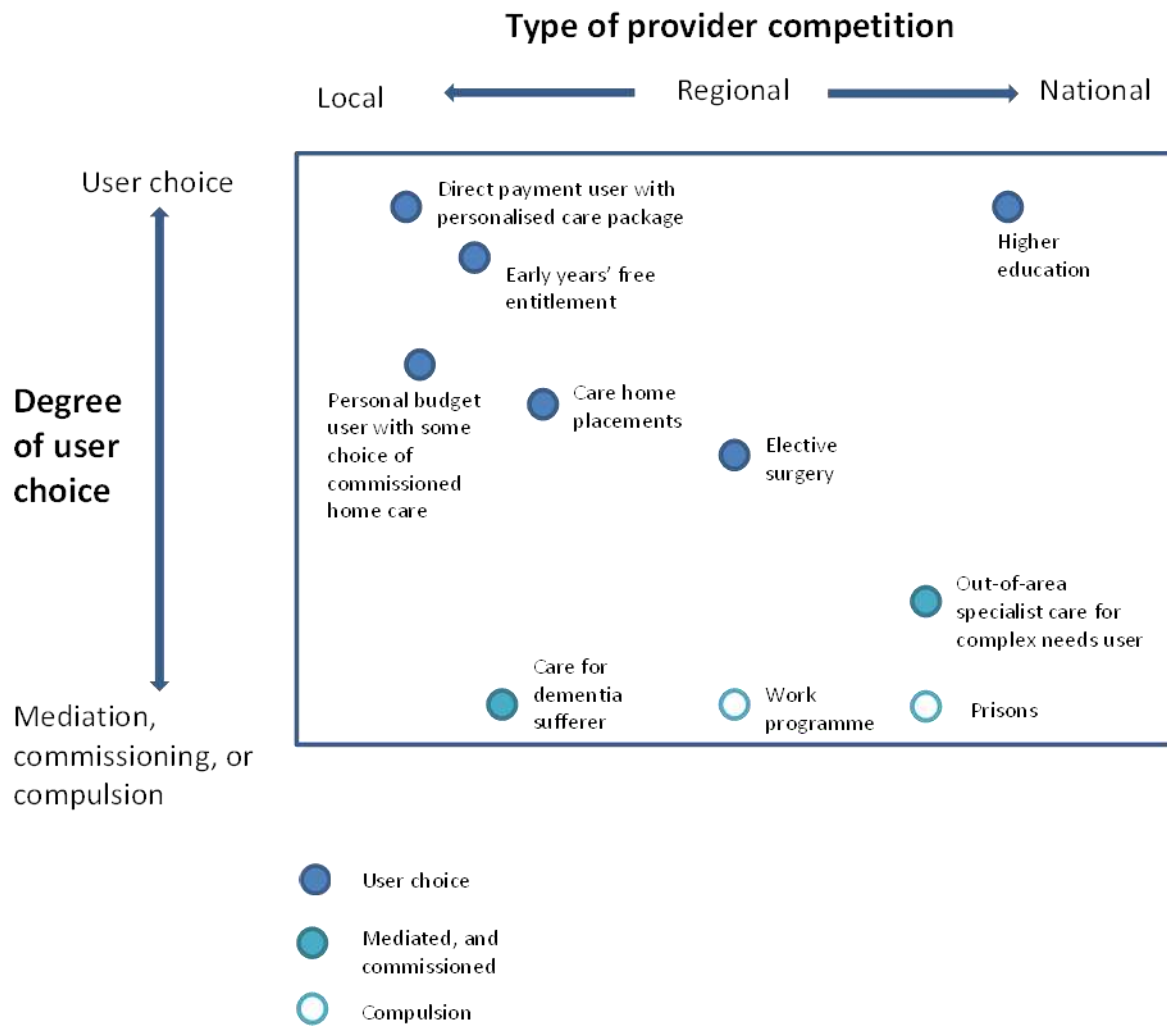 Type of provider competition
Local
Regional
National
User choice
Direct payment user with
personalised care package
Higher
education
Early years’ free
entitlement
Degree
of user
choice
Personal budget
user with some
choice of
commissioned
home care
Care home
placements
Elective
surgery
Out-of-area
specialist care for
complex needs user
Mediation,
commissioning, or
compulsion
Care for
dementia
sufferer
Work
programme
Prisons
User choice
Mediated, and
commissioned
Compulsion